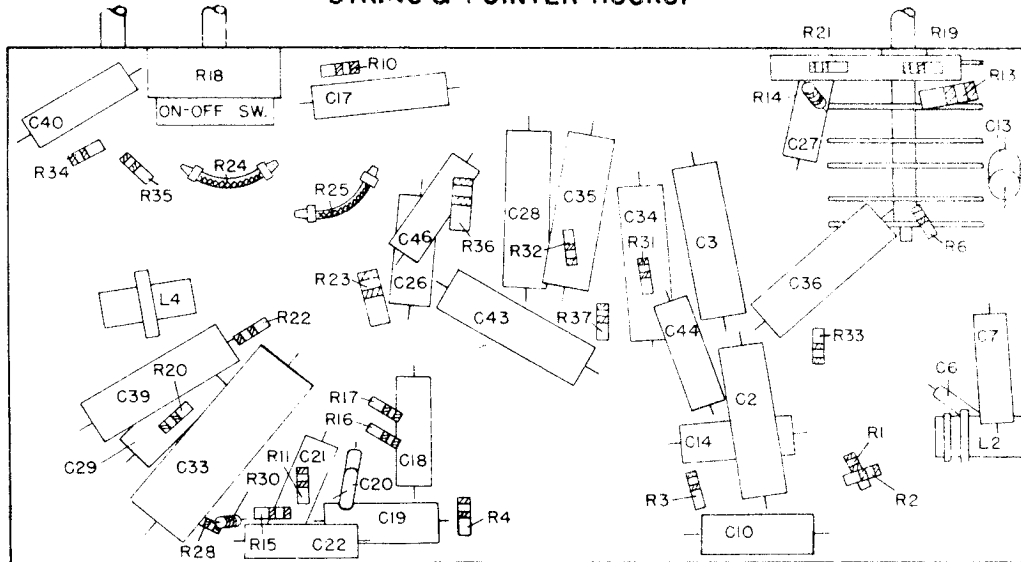 STRING & POINTER HOOKUP
R21 R19
R18 R10 R13
C17 R14
C40 ON-OFF SW. C27 C13
R34 R35 R24 R25 C46 R36 C28 C35 C34 C3 R6
R32 R31
R23 C26 C36
L4 C43 R37 C44 R33 C7
R22
R20 C39 C6
R17 C2
R16 C14 L2
C29 C33 C18 R1
R11 C21
R30 C20 R3 R2
R15 C19 R4
R28 C22 C10